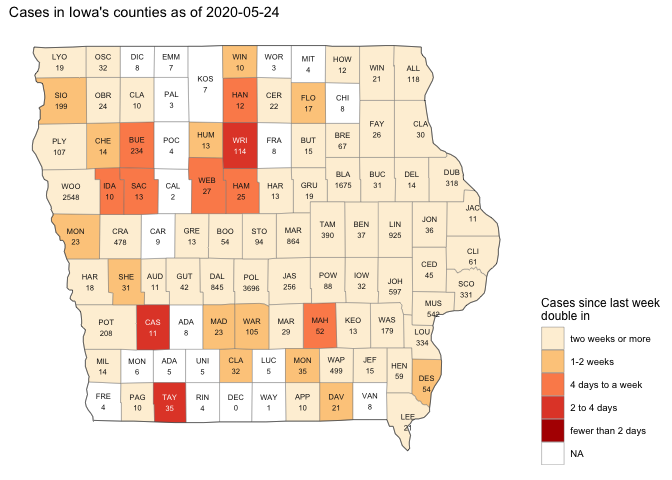 Cases in Iowa's counties as of 2020-05-24
LYO OSC DIC EMM KOS WIN WOR MIT HOW WIN ALL
19 32 8 7 7 10 3 4 12 21 118
SIO OBR CLA PAL HAN CER FLO CHI
199 24 10 3 12 22 17 8
PLY CHE BUE POC HUM WRI FRA BUT BRE FAY CLA
107 14 234 4 13 114 8 15 67 26 30
WOO IDA SAC CAL WEB HAM HAR GRU BLA BUC DEL DUB
2548 10 13 2 27 25 13 19 1675 31 14 318
MON CRA CAR GRE BOO STO MAR TAM BEN LIN JON JAC
23 478 9 13 54 94 864 390 37 925 36 11
HAR SHE AUD GUT DAL POL JAS POW IOW JOH CED CLI
18 31 11 42 845 3696 256 88 32 597 45 61
SCO
331
POT CAS ADA MAD WAR MAR MAH KEO WAS MUS
208 11 8 23 105 29 52 13 179 542
LOU
334
MIL MON ADA UNI CLA LUC MON WAP JEF HEN DES
14 6 5 5 32 5 35 499 15 59 54
FRE PAG TAY RIN DEC WAY APP DAV VAN LEE
4 10 35 4 0 1 10 21 8
Cases since last week
double in
two weeks or more
1-2 weeks
4 days to a week
2 to 4 days
fewer than 2 days
NA